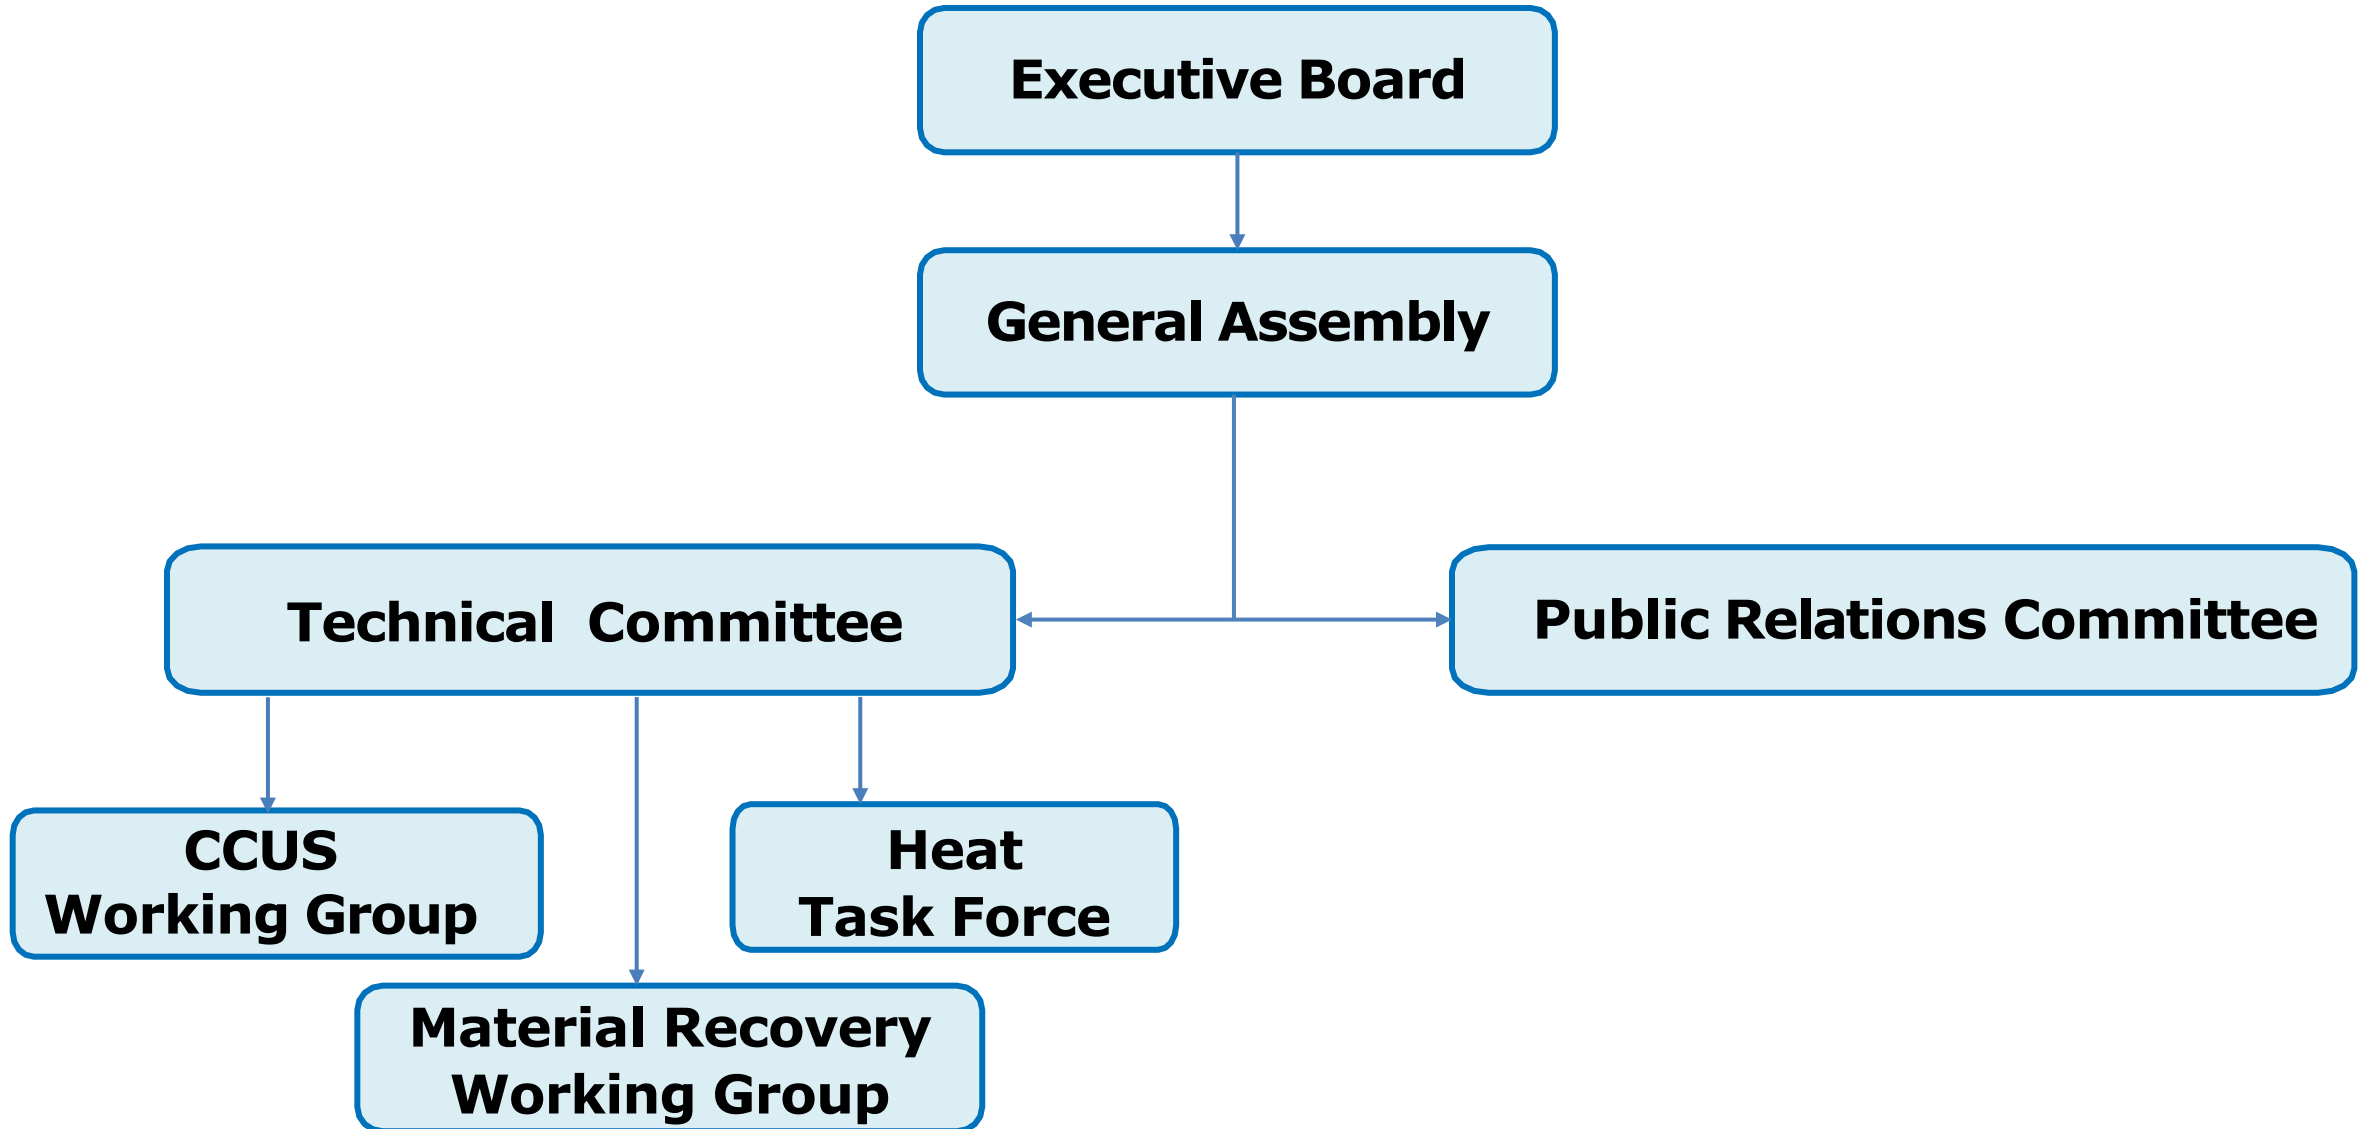 Executive Board
General Assembly
Technical  Committee
Public Relations Committee
CCUS
Working Group
Heat
Task Force
Material Recovery
Working Group